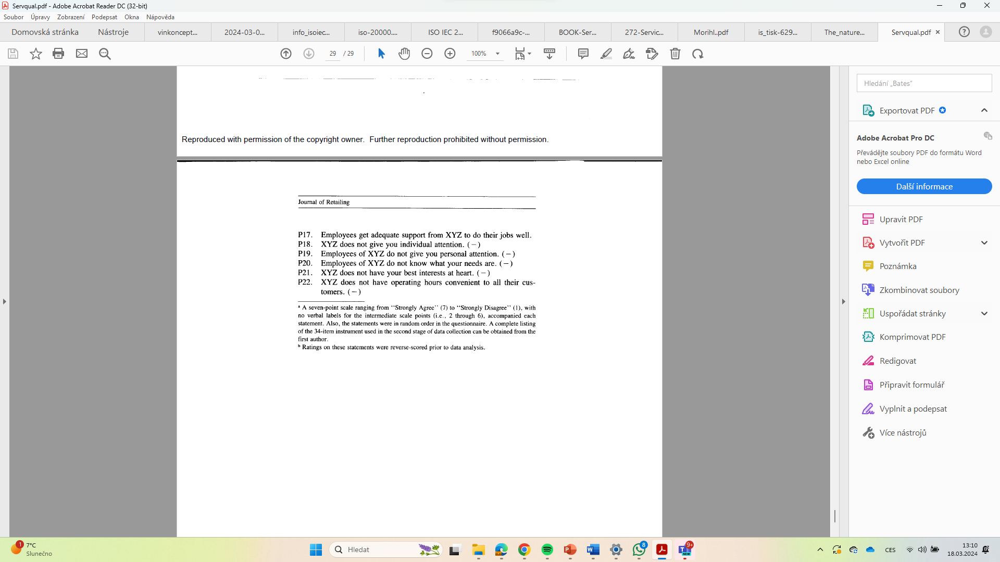 Servqual.pdf - Adobe Acrobat Reader DC (32-bit)
Soubor Úpravy Zobrazení Podepsat Okna Nápověda
Domovská stránka Nástroje vinkoncept... 2024-03-0... info_isoiec... iso-20000.... ISO IEC 2... f9066a9c-... BOOK-Ser... 272-Servic... Morihl..pdf is_tisk-629... The_nature... Servqual.pdf
29 / 29 100%
Reproduced with permission of the copyright owner. Further reproduction prohibited without permission.
Journal of Retailing
P17. Employees get adequate support from XYZ to do their jobs well.
P18. XYZ does not give you individual attention. (−)
P19. Employees of XYZ do not give you personal attention. (−)
P20. Employees of XYZ do not know what your needs are. (−)
P21. XYZ does not have your best interests at heart. (−)
P22. XYZ does not have operating hours convenient to all their cus-
tomers. (−)
a A seven-point scale ranging from "Strongly Agree" (7) to "Strongly Disagree" (1), with
no verbal labels for the intermediate scale points (i.e., 2 through 6), accompanied each
statement. Also, the statements were in random order in the questionnaire. A complete listing
of the 34-item instrument used in the second stage of data collection can be obtained from the
first author.
b Ratings on these statements were reverse-scored prior to data analysis.
Hledání „Bates"
Exportovat PDF
Adobe Acrobat Pro DC
Převádějte soubory PDF do formátu Word
nebo Excel online
Další informace
Upravit PDF
Vytvořit PDF
Poznámka
Zkombinovat soubory
Uspořádat stránky
Komprimovat PDF
Redigovat
Připravit formulář
Vyplnit a podepsat
Více nástrojů
1
7°C
Slunečno
Hledat
8
9+
NEW
CES
13:10
18.03.2024